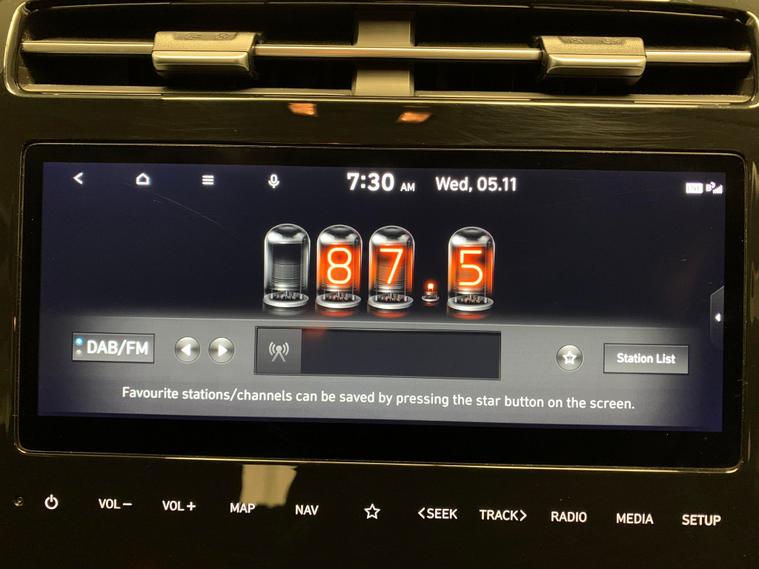 7:30 AM Wed, 05.11
87.5
DAB/FM
Station List
Favourite stations/channels can be saved by pressing the star button on the screen.
VOL− VOL+ MAP NAV <SEEK TRACK> RADIO MEDIA SETUP